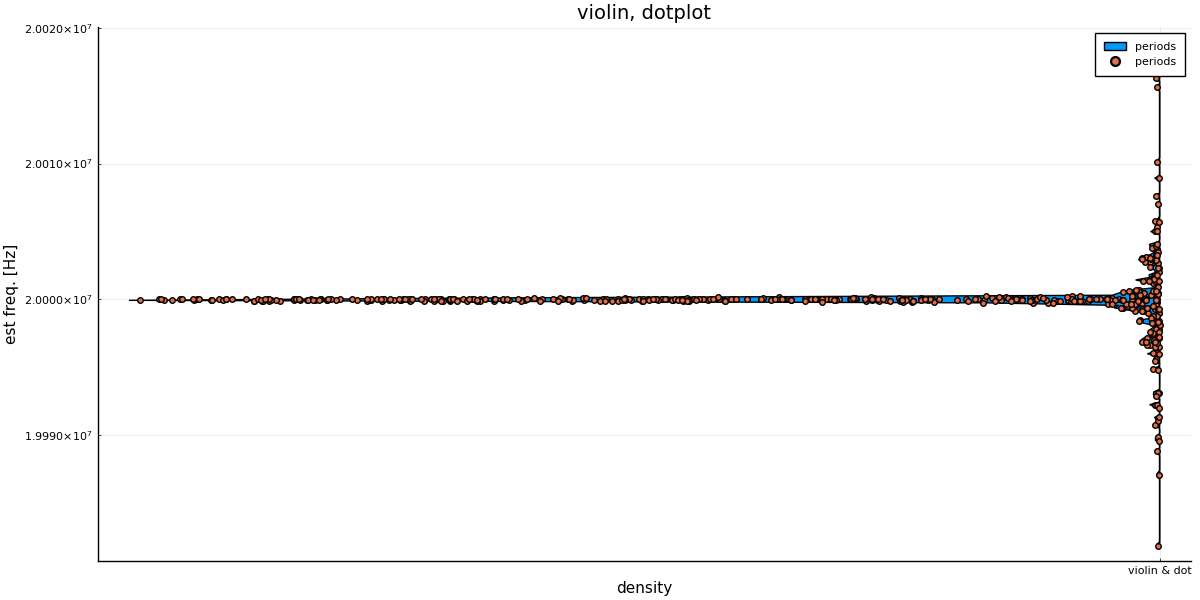 violin, dotplot
periods
periods
2.0020×10⁷
2.0010×10⁷
2.0000×10⁷
1.9990×10⁷
est freq. [Hz]
violin & dot
density